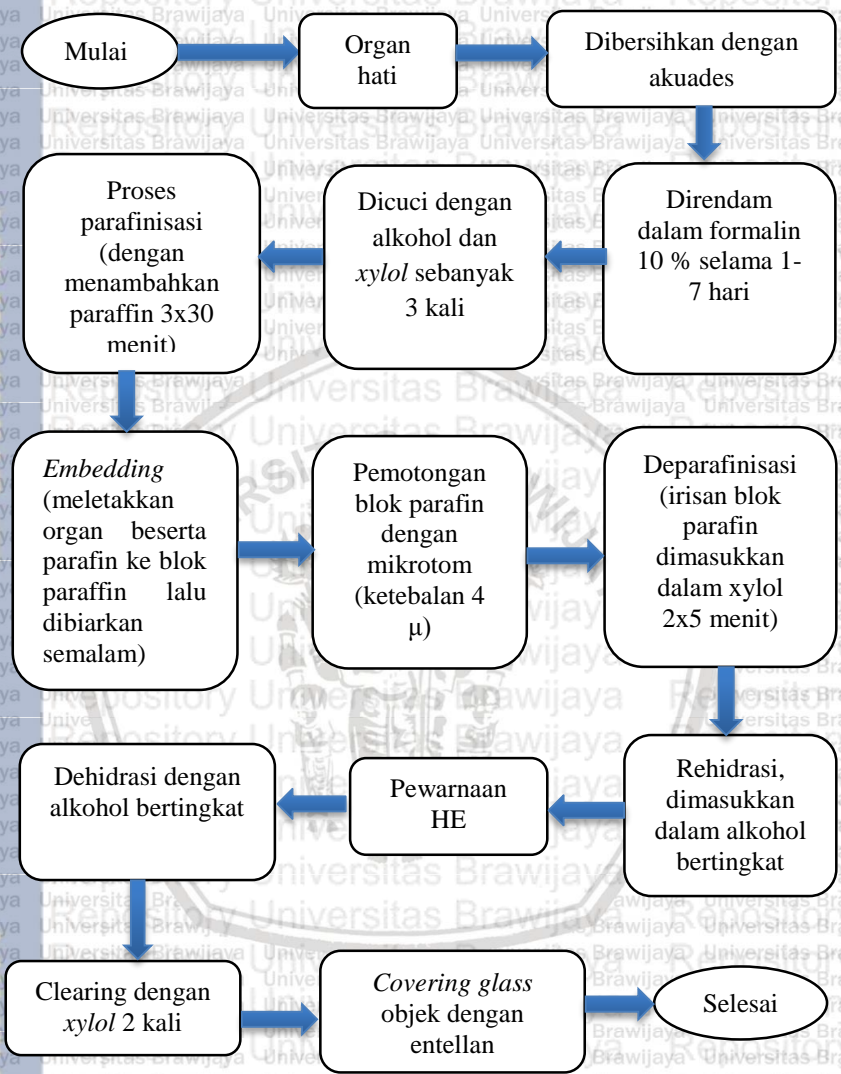 Mulai
Organ
hati
Dibersihkan dengan
akuades
Direndam
dalam formalin
10 % selama 1-
7 hari
Dicuci dengan
alkohol dan
xylol sebanyak
3 kali
Proses
parafinisasi
(dengan
menambahkan
paraffin 3x30
menit)
Embedding
(meletakkan
organ beserta
parafin ke blok
paraffin lalu
dibiarkan
semalam)
Pemotongan
blok parafin
dengan
mikrotom
(ketebalan 4
μ)
Deparafinisasi
(irisan blok
parafin
dimasukkan
dalam xylol
2x5 menit)
Rehidrasi,
dimasukkan
dalam alkohol
bertingkat
Pewarnaan
HE
Dehidrasi dengan
alkohol bertingkat
Clearing dengan
xylol 2 kali
Covering glass
objek dengan
entellan
Selesai